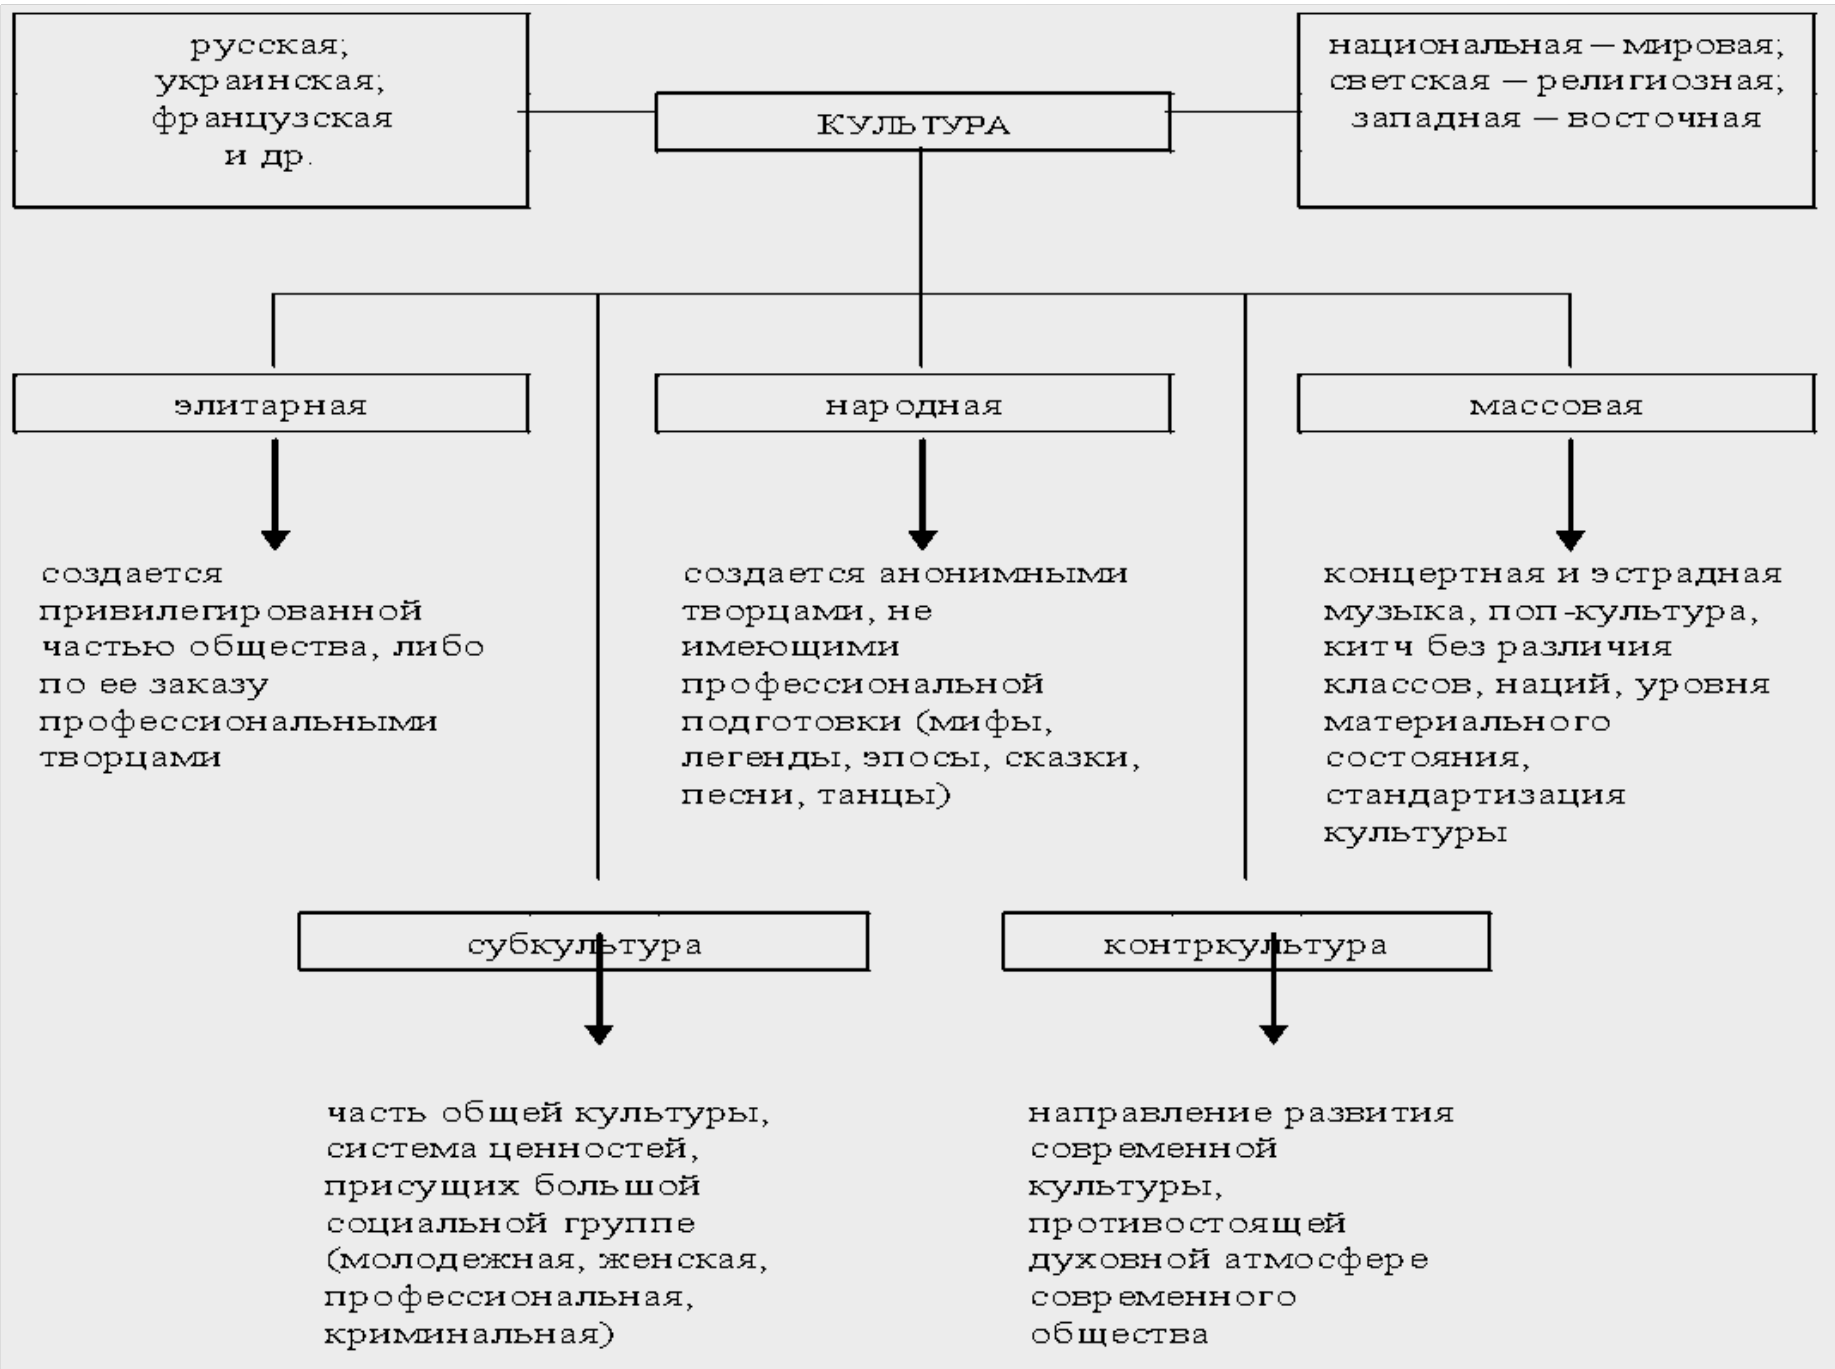 русская;
украинская;
французская
и др.
КУЛЬТУРА
национальная – мировая;
светская – религиозная;
западная – восточная
элитарная
народная
массовая
создается
привилегированной
частью общества, либо
по ее заказу
профессиональными
творцами
создается анонимными
творцами, не
имеющими
профессиональной
подготовки (мифы,
легенды, эпосы, сказки,
песни, танцы)
концертная и эстрадная
музыка, поп-культура,
китч без различия
классов, наций, уровня
материального
состояния,
стандартизация
культуры
субкультура
контркультура
часть общей культуры,
система ценностей,
присущих большой
социальной группе
(молодежная, женская,
профессиональная,
криминальная)
направление развития
современной
культуры,
противостоящей
духовной атмосфере
современного
общества